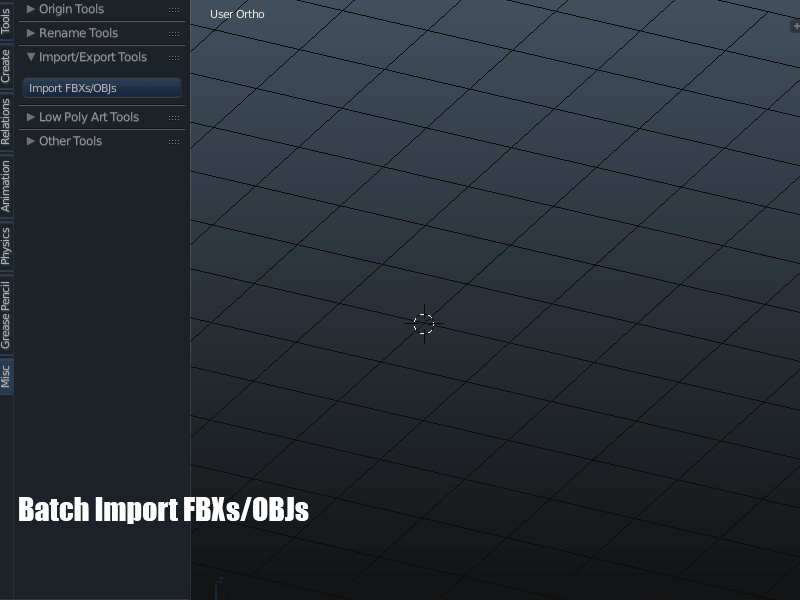 Tools
Create
Relations
Animation
Physics
Grease Pencil
Misc
Origin Tools
Rename Tools
Import/Export Tools
Import FBXs/OBJs
Low Poly Art Tools
Other Tools
User Ortho
Batch Import FBXs/OBJs
z